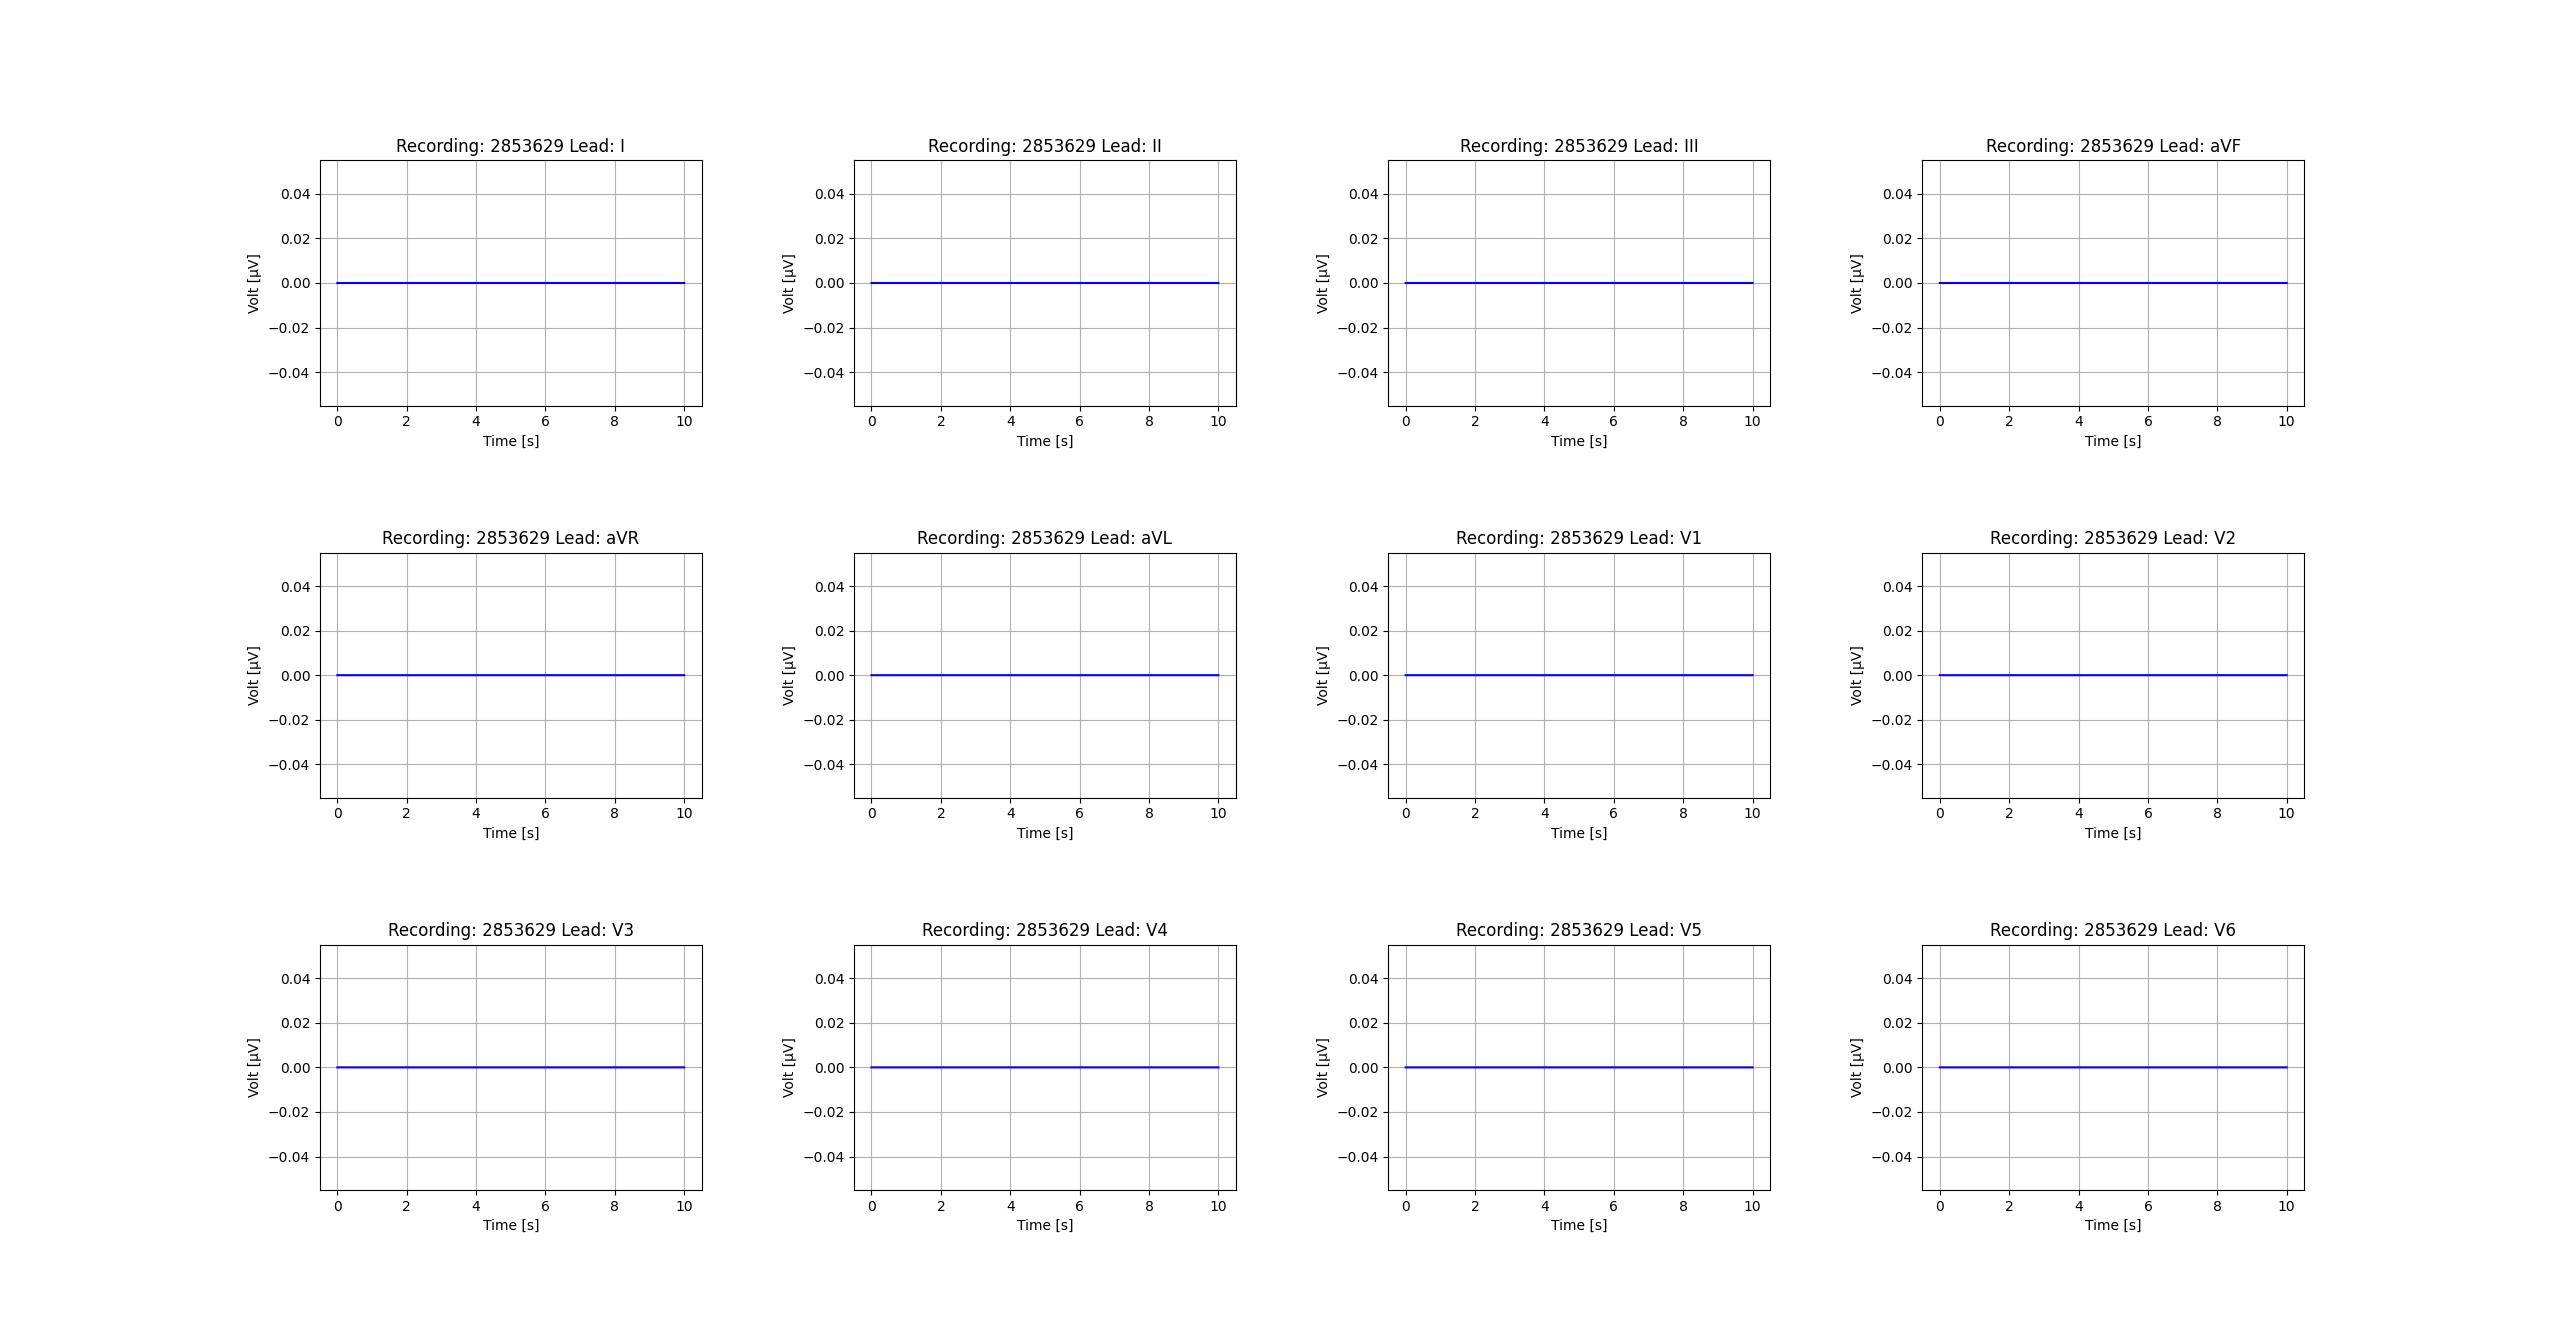 Recording: 2853629 Lead: I
Volt [µV]
0.04
0.02
0.00
−0.02
−0.04
0 2 4 6 8 10
Time [s]
Recording: 2853629 Lead: II
Volt [µV]
0.04
0.02
0.00
−0.02
−0.04
0 2 4 6 8 10
Time [s]
Recording: 2853629 Lead: III
Volt [µV]
0.04
0.02
0.00
−0.02
−0.04
0 2 4 6 8 10
Time [s]
Recording: 2853629 Lead: aVF
Volt [µV]
0.04
0.02
0.00
−0.02
−0.04
0 2 4 6 8 10
Time [s]
Recording: 2853629 Lead: aVR
Volt [µV]
0.04
0.02
0.00
−0.02
−0.04
0 2 4 6 8 10
Time [s]
Recording: 2853629 Lead: aVL
Volt [µV]
0.04
0.02
0.00
−0.02
−0.04
0 2 4 6 8 10
Time [s]
Recording: 2853629 Lead: V1
Volt [µV]
0.04
0.02
0.00
−0.02
−0.04
0 2 4 6 8 10
Time [s]
Recording: 2853629 Lead: V2
Volt [µV]
0.04
0.02
0.00
−0.02
−0.04
0 2 4 6 8 10
Time [s]
Recording: 2853629 Lead: V3
Volt [µV]
0.04
0.02
0.00
−0.02
−0.04
0 2 4 6 8 10
Time [s]
Recording: 2853629 Lead: V4
Volt [µV]
0.04
0.02
0.00
−0.02
−0.04
0 2 4 6 8 10
Time [s]
Recording: 2853629 Lead: V5
Volt [µV]
0.04
0.02
0.00
−0.02
−0.04
0 2 4 6 8 10
Time [s]
Recording: 2853629 Lead: V6
Volt [µV]
0.04
0.02
0.00
−0.02
−0.04
0 2 4 6 8 10
Time [s]